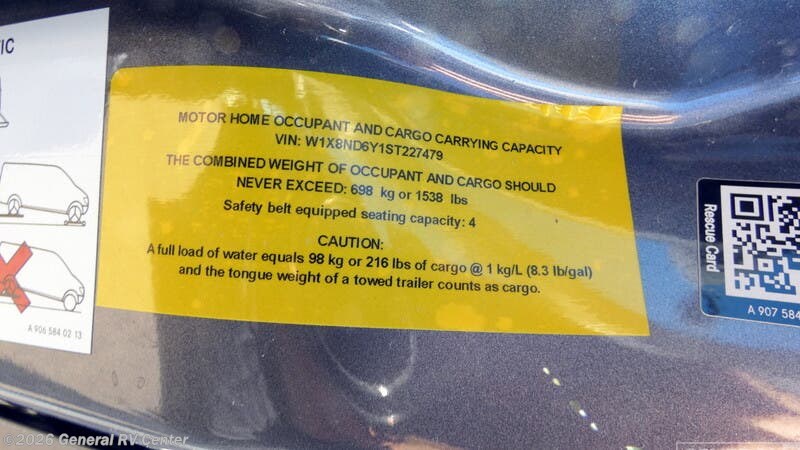 IC
MOTOR HOME OCCUPANT AND CARGO CARRYING CAPACITY
VIN: W1X8ND6Y1ST227479
THE COMBINED WEIGHT OF OCCUPANT AND CARGO SHOULD
NEVER EXCEED: 698 kg or 1538 lbs
Safety belt equipped seating capacity: 4
CAUTION:
A full load of water equals 98 kg or 216 lbs of cargo @ 1 kg/L (8.3 lb/gal)
and the tongue weight of a towed trailer counts as cargo.
A 906 584 02 13
Rescue Card
A 907 584
©2026 General RV Center